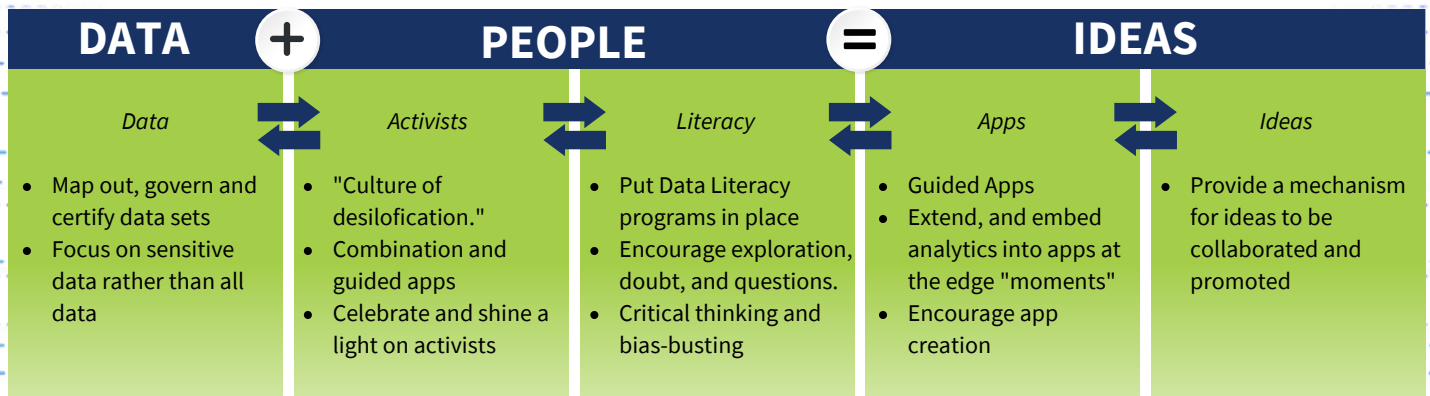 DATA + PEOPLE = IDEAS
Data
• Map out, govern and
certify data sets
• Focus on sensitive
data rather than all
data
Activists
• "Culture of
desilofication."
• Combination and
guided apps
• Celebrate and shine a
light on activists
Literacy
• Put Data Literacy
programs in place
• Encourage exploration,
doubt, and questions.
• Critical thinking and
bias-busting
Apps
• Guided Apps
• Extend, and embed
analytics into apps at
the edge "moments"
• Encourage app
creation
Ideas
• Provide a mechanism
for ideas to be
collaborated and
promoted